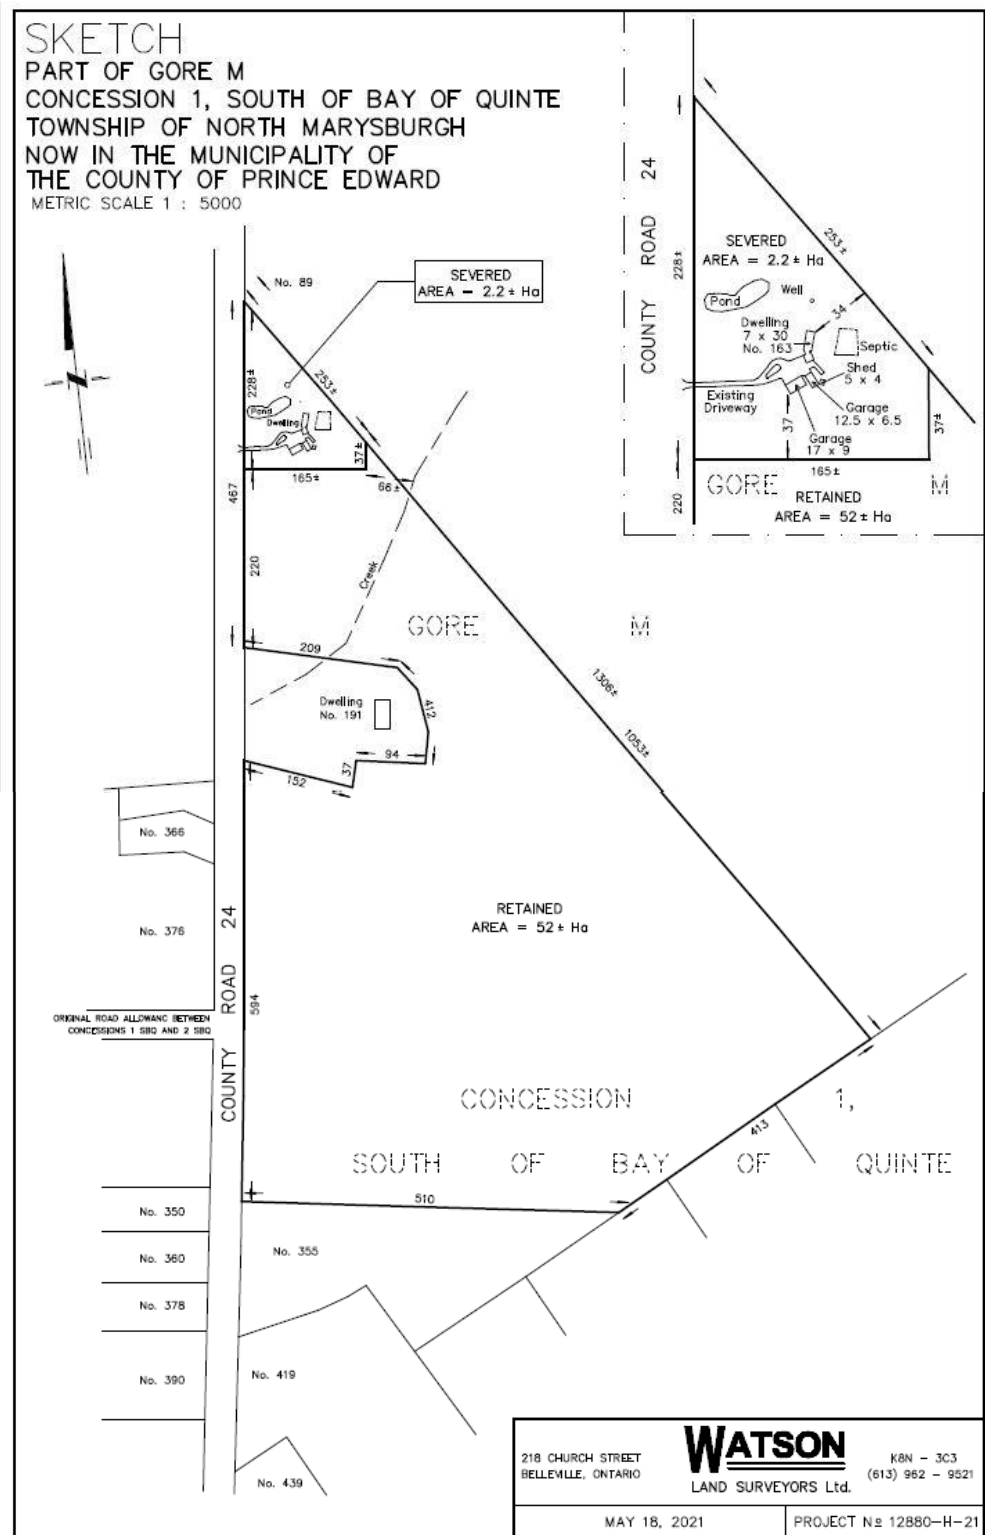 SKETCH
PART OF GORE M
CONCESSION 1, SOUTH OF BAY OF QUINTE
TOWNSHIP OF NORTH MARYSBURGH
NOW IN THE MUNICIPALITY OF
THE COUNTY OF PRINCE EDWARD
METRIC SCALE 1 : 5000
COUNTY ROAD 24
228±
253±
SEVERED
AREA = 2.2± Ha
Pond
Well
Dwelling
7 x 30
No. 163
34
Septic
Shed
5 x 4
Existing
Driveway
Garage
12.5 x 6.5
37
Garage
17 x 9
37±
165±
220
GORE M
RETAINED
AREA = 52± Ha
No. 89
SEVERED
AREA = 2.2± Ha
228±
253±
Pond
Dwelling
37±
165±
66±
467
220
Creek
GORE M
209
1306±
1053±
Dwelling
No. 191
412
94
37
152
No. 366
No. 376
RETAINED
AREA = 52± Ha
COUNTY ROAD 24
594
ORIGINAL ROAD ALLOWANC BETWEEN
CONCESSIONS 1 SBQ AND 2 SBQ
CONCESSION 1,
413
SOUTH OF BAY OF QUINTE
510
No. 350
No. 355
No. 360
No. 378
No. 390
No. 419
No. 439
218 CHURCH STREET
BELLEVILLE, ONTARIO
WATSON
LAND SURVEYORS Ltd.
K8N - 3C3
(613) 962 - 9521
MAY 18, 2021
PROJECT Nº 12880-H-21